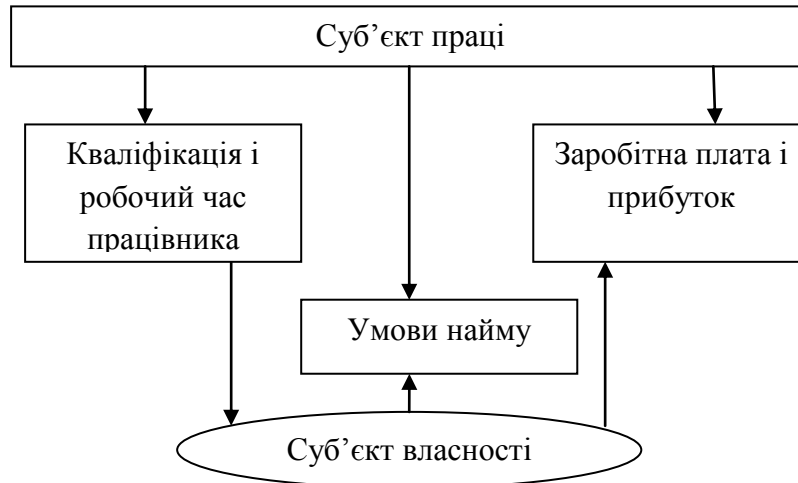 Суб’єкт праці
Кваліфікація і
робочий час
працівника
Заробітна плата і
прибуток
Умови найму
Суб’єкт власності